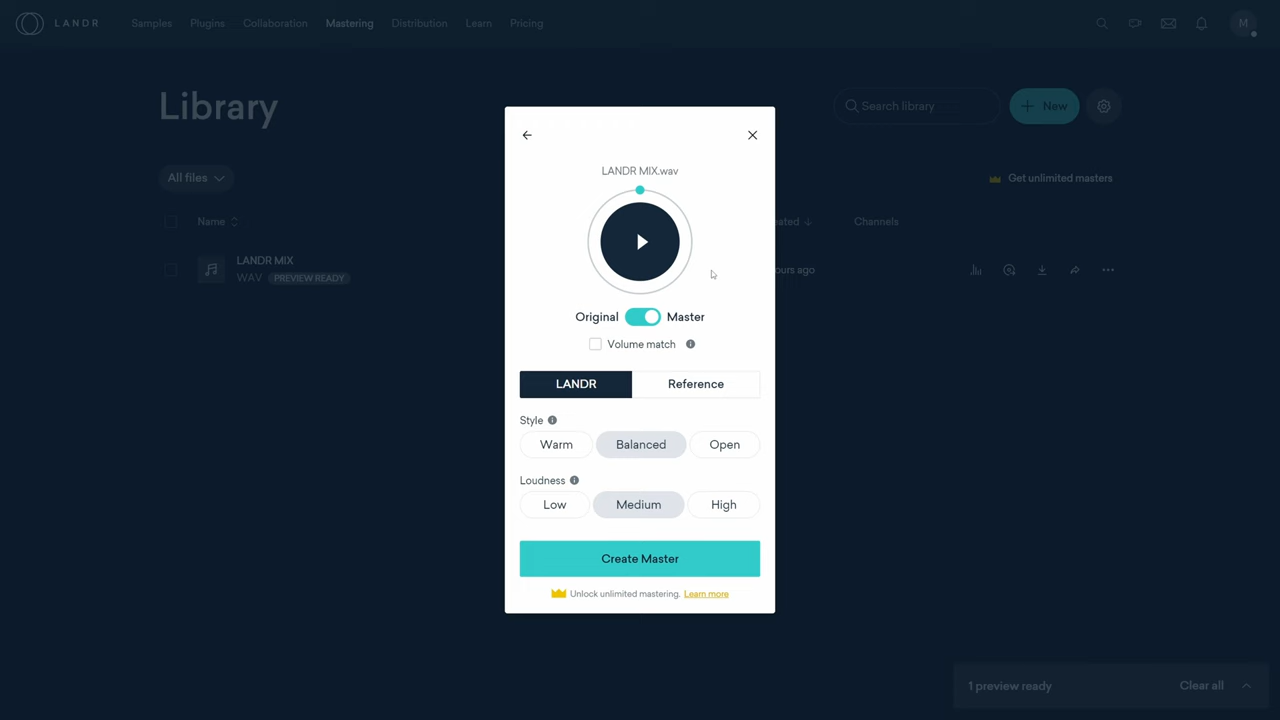 LANDR Samples Plugins Collaboration Mastering Distribution Learn Pricing M
Library
Search library
New
All files
Get unlimited masters
Name
Channels
LANDR MIX
WAV PREVIEW READY
ours ago
LANDR MIX.wav
Original Master
Volume match
LANDR Reference
Style
Warm Balanced Open
Loudness
Low Medium High
Create Master
Unlock unlimited mastering. Learn more
1 preview ready Clear all